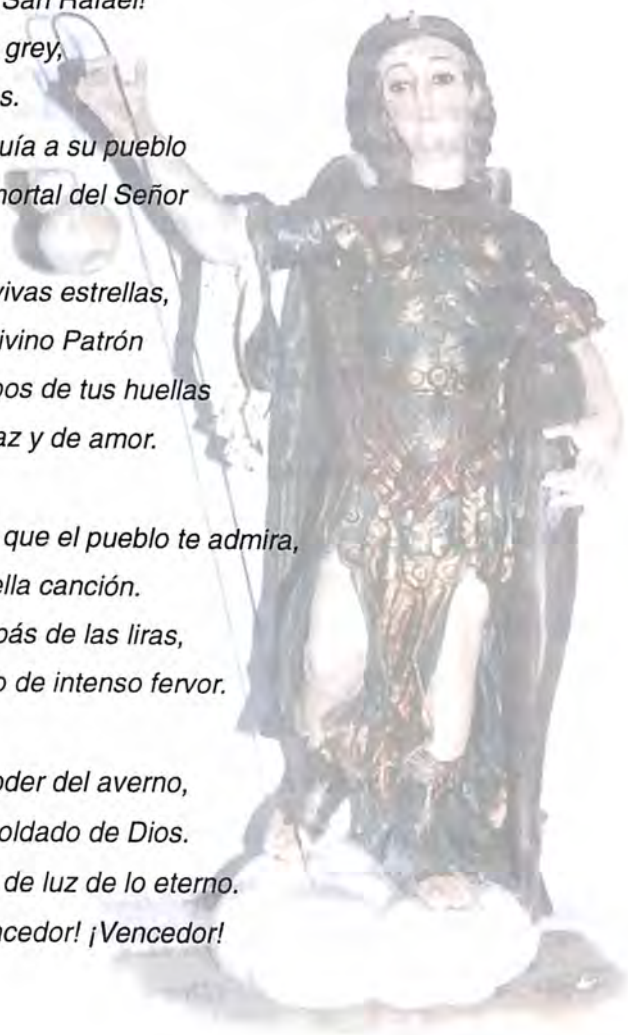 San Rafael!
grey,
s.
uía a su pueblo
mortal del Señor
vivas estrellas,
ivino Patrón
pos de tus huellas
az y de amor.
que el pueblo te admira,
ella canción.
pás de las liras,
o de intenso fervor.
oder del averno,
oldado de Dios.
de luz de lo eterno.
ncedor! ¡Vencedor!